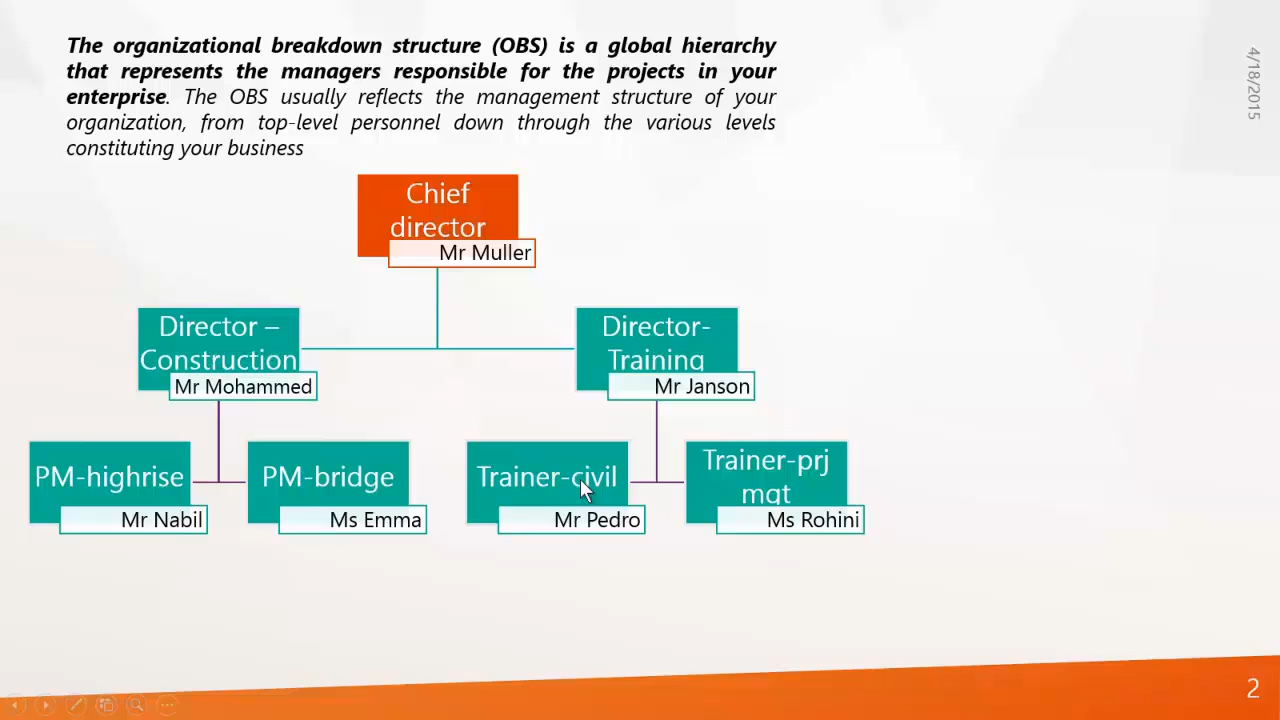 The organizational breakdown structure (OBS) is a global hierarchy
that represents the managers responsible for the projects in your
enterprise. The OBS usually reflects the management structure of your
organization, from top-level personnel down through the various levels
constituting your business
4/18/2015
Chief
director
Mr Muller
Director –
Construction
Mr Mohammed
Director-
Training
Mr Janson
PM-highrise
Mr Nabil
PM-bridge
Ms Emma
Trainer-civil
Mr Pedro
Trainer-prj
mgt
Ms Rohini
2